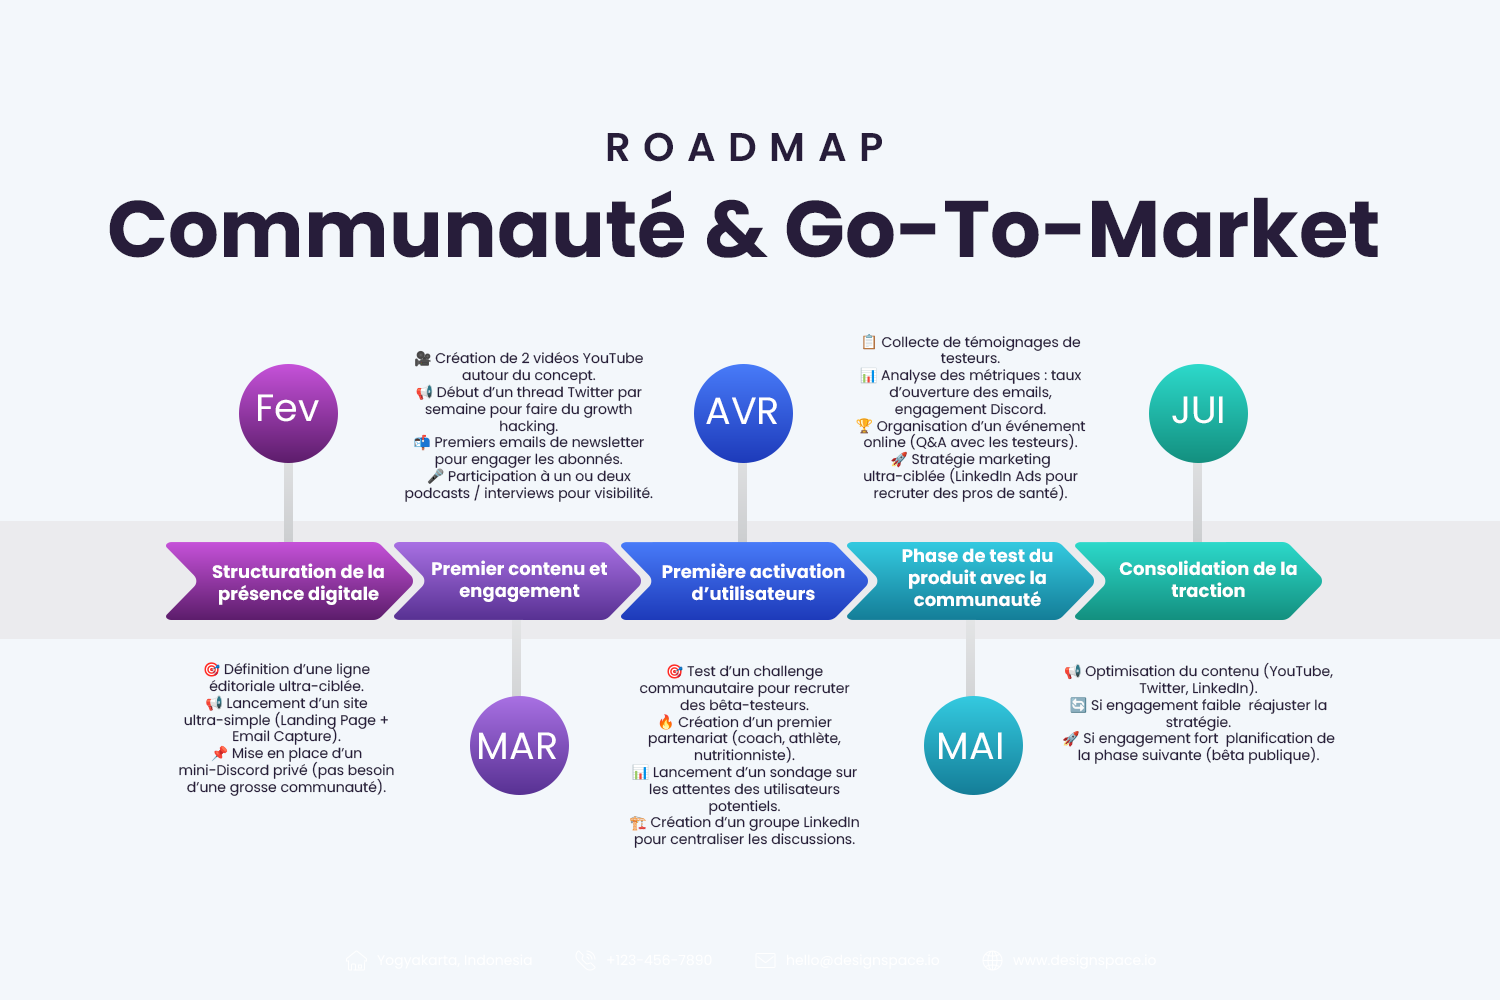 ROADMAP
Communauté & Go-To-Market
Fev
🎥 Création de 2 vidéos YouTube
autour du concept.
📢 Début d’un thread Twitter par
semaine pour faire du growth
hacking.
📬 Premiers emails de newsletter
pour engager les abonnés.
🎤 Participation à un ou deux
podcasts / interviews pour visibilité.
AVR
📋 Collecte de témoignages de
testeurs.
📊 Analyse des métriques : taux
d’ouverture des emails,
engagement Discord.
🏆 Organisation d’un événement
online (Q&A avec les testeurs).
🚀 Stratégie marketing
ultra-ciblée (LinkedIn Ads pour
recruter des pros de santé).
JUI
Structuration de la
présence digitale
Premier contenu et
engagement
Première activation
d’utilisateurs
Phase de test du
produit avec la
communauté
Consolidation de la
traction
🎯 Définition d’une ligne
éditoriale ultra-ciblée.
📢 Lancement d’un site
ultra-simple (Landing Page +
Email Capture).
📌 Mise en place d’un
mini-Discord privé (pas besoin
d’une grosse communauté).
MAR
🎯 Test d’un challenge
communautaire pour recruter
des bêta-testeurs.
🔥 Création d’un premier
partenariat (coach, athlète,
nutritionniste).
📊 Lancement d’un sondage sur
les attentes des utilisateurs
potentiels.
🏗️ Création d’un groupe LinkedIn
pour centraliser les discussions.
MAI
📢 Optimisation du contenu (YouTube,
Twitter, LinkedIn).
🔄 Si engagement faible  réajuster la
stratégie.
🚀 Si engagement fort  planification de
la phase suivante (bêta publique).
Yogyakarta, Indonesia
+123-456-7890
hello@designspace.io
www.designspace.io